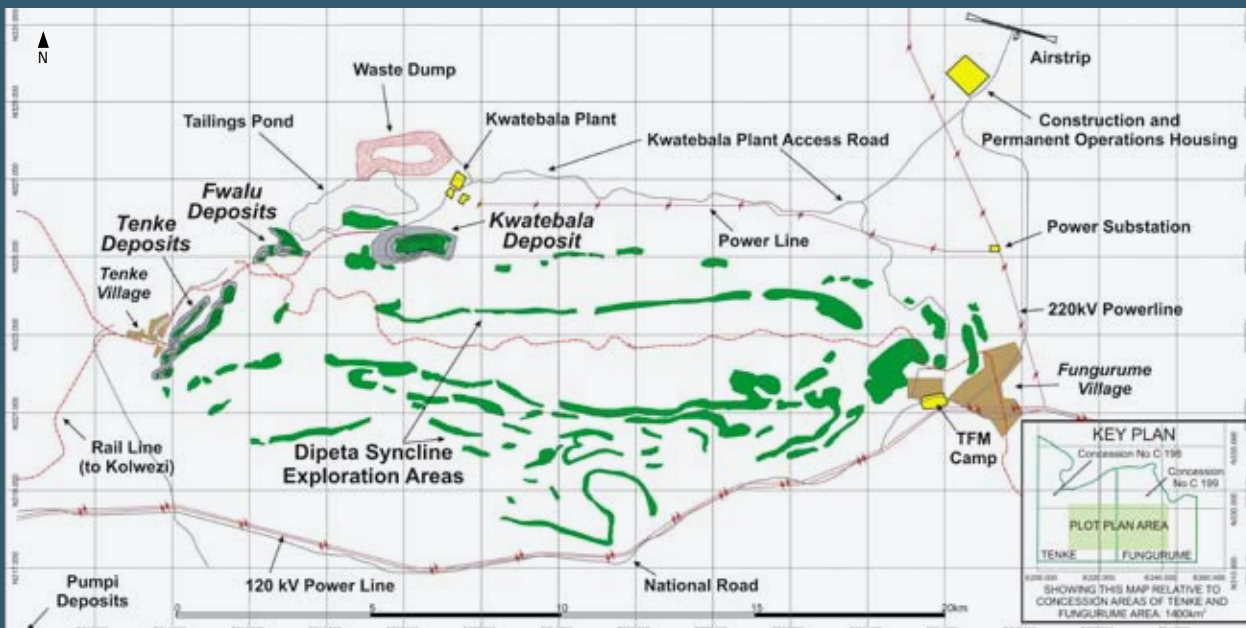 N
Airstrip
Waste Dump
Construction and
Permanent Operations Housing
Tailings Pond
Kwatebala Plant
Kwatebala Plant Access Road
Fwalu
Deposits
Tenke
Deposits
Kwatebala
Deposit
Power Line
Power Substation
Tenke
Village
220kV Powerline
Fungurume
Village
Rail Line
(to Kolwezi)
Dipeta Syncline
Exploration Areas
TFM
Camp
KEY PLAN
Concession No C 198
Concession
No C 199
PLOT PLAN AREA
TENKE
FUNGURUME
SHOWING THIS MAP RELATIVE TO
CONCESSION AREAS OF TENKE AND
FUNGURUME AREA: 1400km²
Pumpi
Deposits
120 kV Power Line
National Road
0 5 10 15 20km